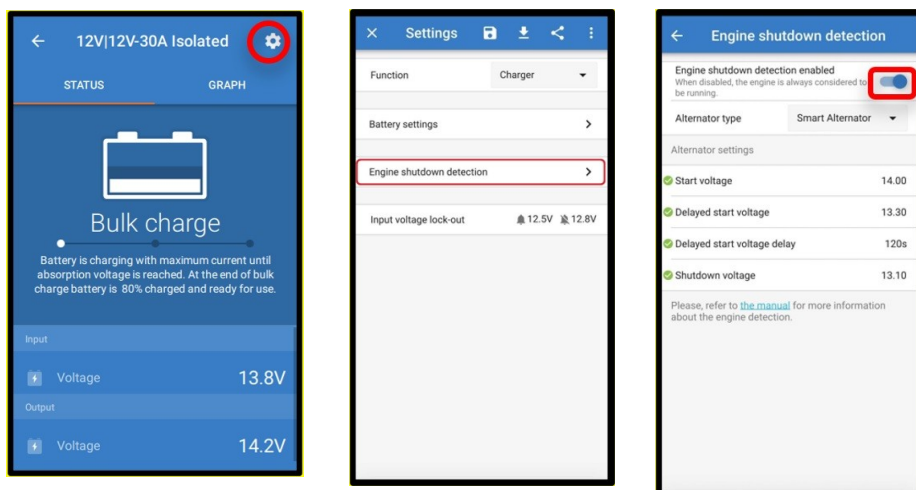 12V|12V-30A Isolated
STATUS
GRAPH
Bulk charge
Battery is charging with maximum current until
absorption voltage is reached. At the end of bulk
charge battery is 80% charged and ready for use.
Input
Voltage
13.8V
Output
Voltage
14.2V
Settings
Function
Charger
Battery settings
Engine shutdown detection
Input voltage lock-out
12.5V
12.8V
Engine shutdown detection
Engine shutdown detection enabled
When disabled, the engine is always considered to
be running.
Alternator type
Smart Alternator
Alternator settings
Start voltage
14.00
Delayed start voltage
13.30
Delayed start voltage delay
120s
Shutdown voltage
13.10
Please, refer to the manual for more information
about the engine detection.